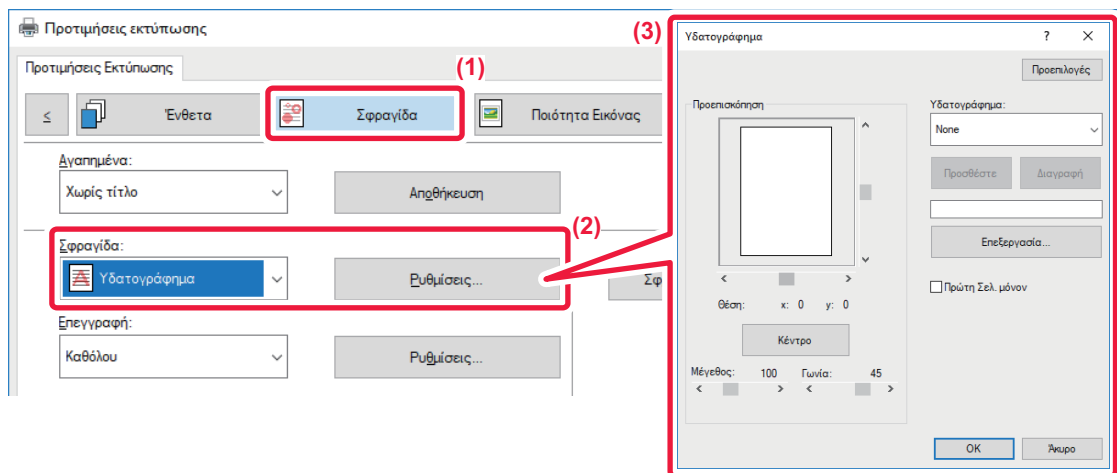 Προτιμήσεις εκτύπωσης
Προτιμήσεις Εκτύπωσης
(1)
< Ένθετα Σφραγίδα Ποιότητα Εικόνας
Αγαπημένα:
Χωρίς τίτλο Αποθήκευση
(2)
Σφραγίδα:
Υδατογράφημα Ρυθμίσεις... Σφ
Επεγγραφή:
Καθόλου Ρυθμίσεις...
(3)
Υδατογράφημα ? ×
Προεπιλογές
Προεπισκόπηση Υδατογράφημα:
None
Προσθέστε Διαγραφή
Επεξεργασία...
Πρώτη Σελ. μόνον
Θέση: x: 0 y: 0
Κέντρο
Μέγεθος: 100 Γωνία: 45
OK Άκυρο